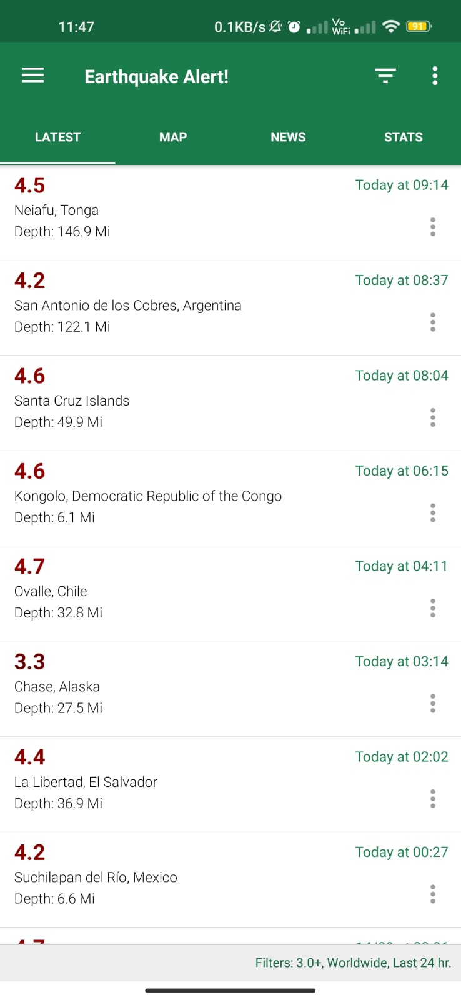 11:47 0.1KB/s Vo WiFi 91
Earthquake Alert!
LATEST MAP NEWS STATS
4.5 Today at 09:14
Neiafu, Tonga
Depth: 146.9 Mi
4.2 Today at 08:37
San Antonio de los Cobres, Argentina
Depth: 122.1 Mi
4.6 Today at 08:04
Santa Cruz Islands
Depth: 49.9 Mi
4.6 Today at 06:15
Kongolo, Democratic Republic of the Congo
Depth: 6.1 Mi
4.7 Today at 04:11
Ovalle, Chile
Depth: 32.8 Mi
3.3 Today at 03:14
Chase, Alaska
Depth: 27.5 Mi
4.4 Today at 02:02
La Libertad, El Salvador
Depth: 36.9 Mi
4.2 Today at 00:27
Suchilapan del Río, Mexico
Depth: 6.6 Mi
Filters: 3.0+, Worldwide, Last 24 hr.